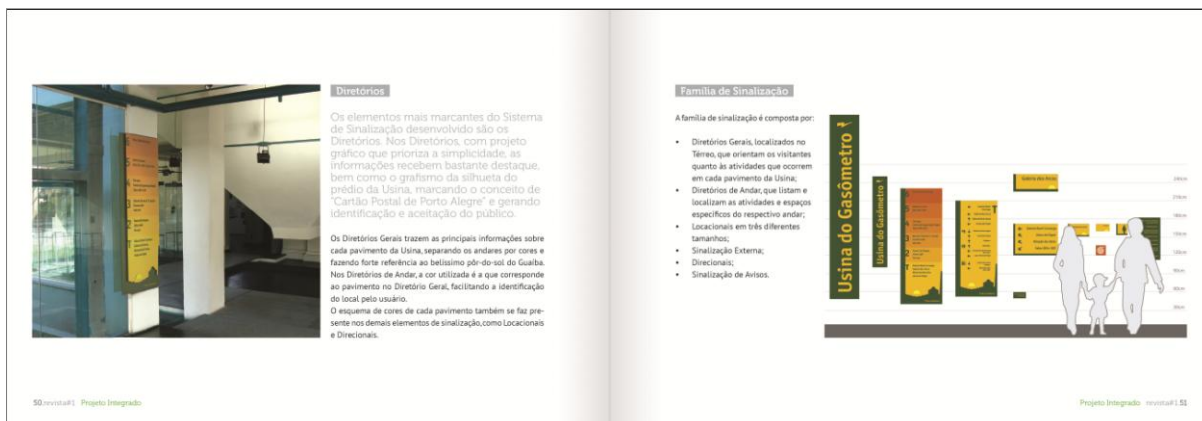 Diretórios
Os elementos mais marcantes do Sistema
de Sinalização desenvolvido são os
Diretórios. Nos Diretórios, com projeto
gráfico que prioriza a simplicidade, as
informações recebem bastante destaque,
bem como o grafismo da silhueta do
prédio da Usina, marcando o conceito de
"Cartão Postal de Porto Alegre" e gerando
identificação e aceitação do público.
Os Diretórios Gerais trazem as principais informações sobre
cada pavimento da Usina, separando os andares por cores e
fazendo forte referência ao belíssimo pôr-do-sol do Guaíba.
Nos Diretórios de Andar, a cor utilizada é a que corresponde
ao pavimento no Diretório Geral, facilitando a identificação
do local pelo usuário.
O esquema de cores de cada pavimento também se faz pre-
sente nos demais elementos de sinalização, como Locacionais
e Direcionais.
6
5
4
3
2
T
50.revista#1 Projeto Integrado
Família de Sinalização
A família de sinalização é composta por:
• Diretórios Gerais, localizados no
Térreo, que orientam os visitantes
quanto às atividades que ocorrem
em cada pavimento da Usina;
• Diretórios de Andar, que listam e
localizam as atividades e espaços
específicos do respectivo andar;
• Locacionais em três diferentes
tamanhos;
• Sinalização Externa;
• Direcionais;
• Sinalização de Avisos.
Usina do Gasômetro
Usina do Gasômetro
Projeto Integrado revista#1.51